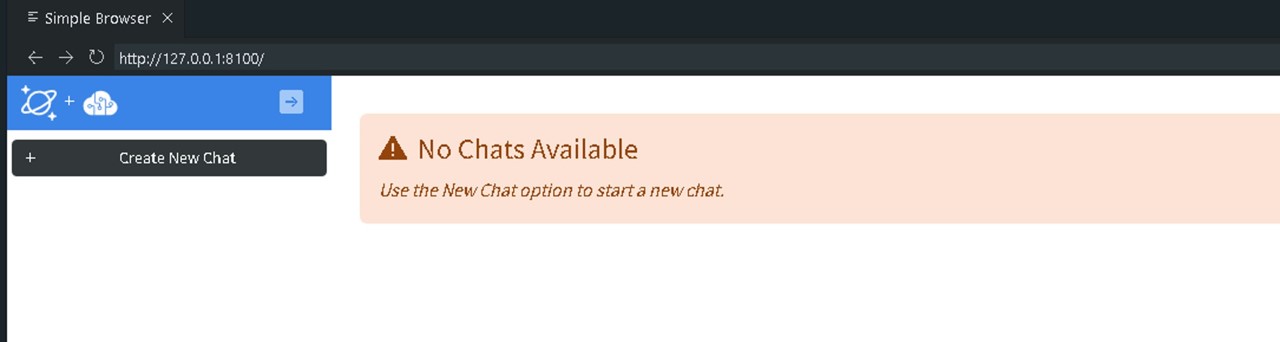 Simple Browser
http://127.0.0.1:8100/
+
+ Create New Chat
No Chats Available
Use the New Chat option to start a new chat.